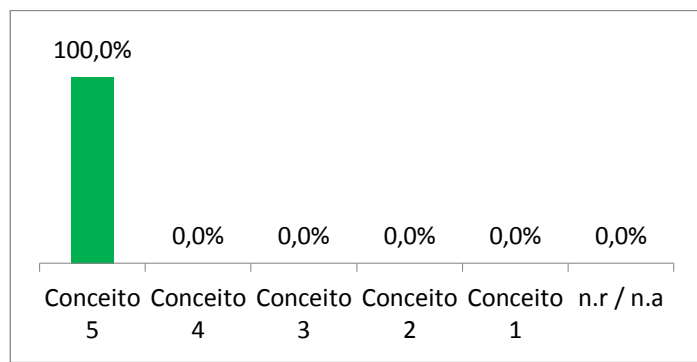 100,0%
0,0% 0,0% 0,0% 0,0% 0,0%
Conceito Conceito Conceito Conceito Conceito n.r / n.a
5 4 3 2 1